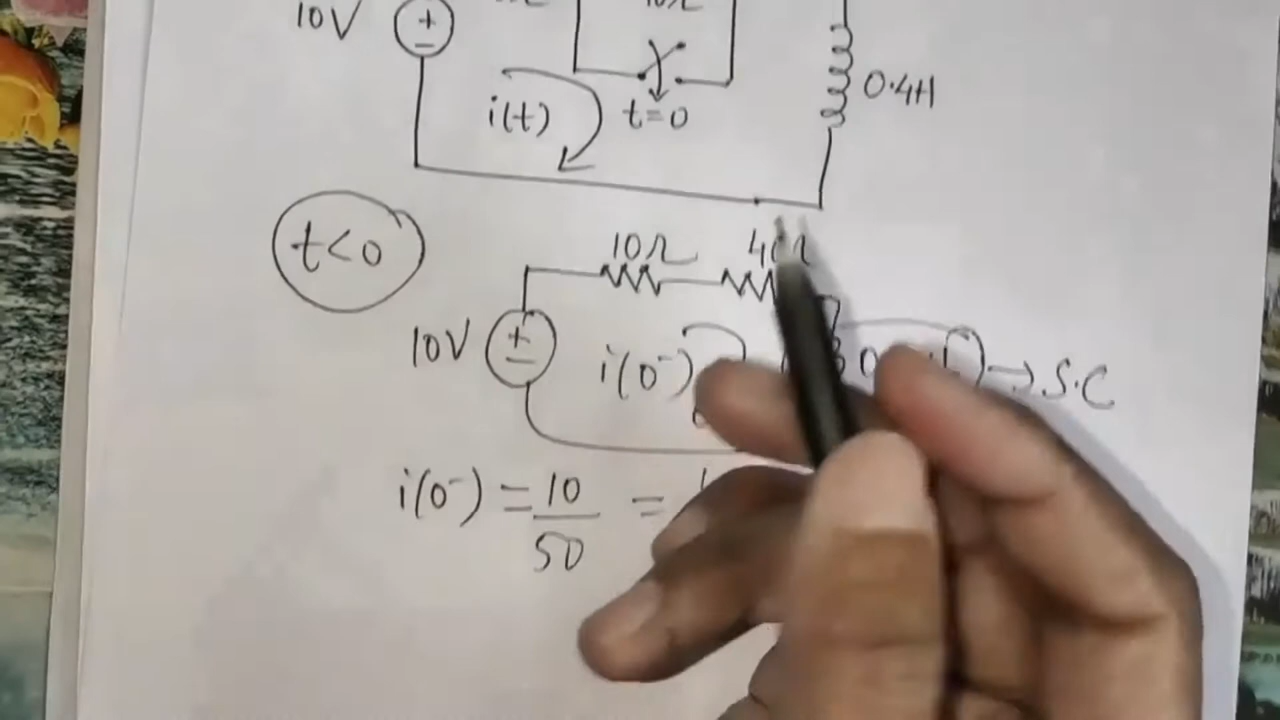 10V
i(t)
t=0
0.4H
t<0
10Ω
10V
i(0⁻)
→ S.C
i(0⁻) = 10/50 =